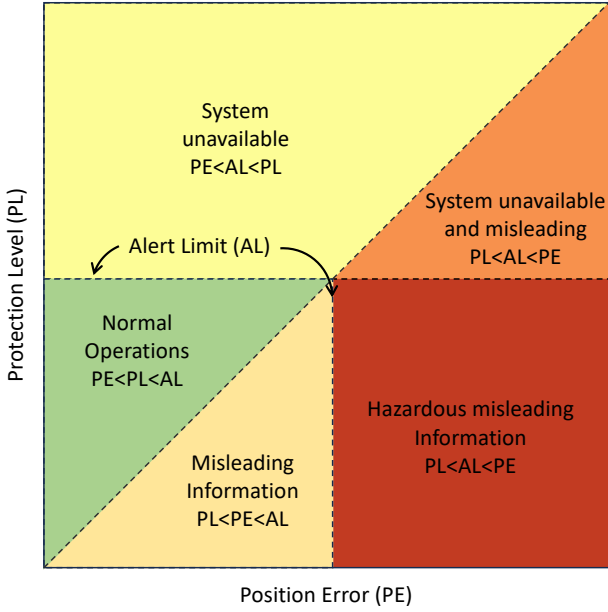 System
unavailable
PE<AL<PL
System unavailable
and misleading
PL<AL<PE
Alert Limit (AL)
Normal
Operations
PE<PL<AL
Hazardous misleading
Information
PL<AL<PE
Misleading
Information
PL<PE<AL
Protection Level (PL)
Position Error (PE)